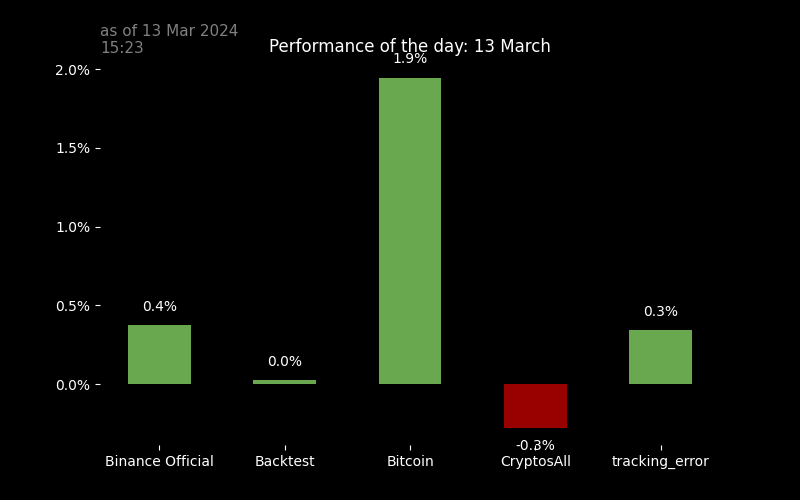 as of 13 Mar 2024
15:23
Performance of the day: 13 March
2.0%
1.5%
1.0%
0.5%
0.0%
0.4%
0.0%
1.9%
-0.3%
0.3%
Binance Official
Backtest
Bitcoin
CryptosAll
tracking_error